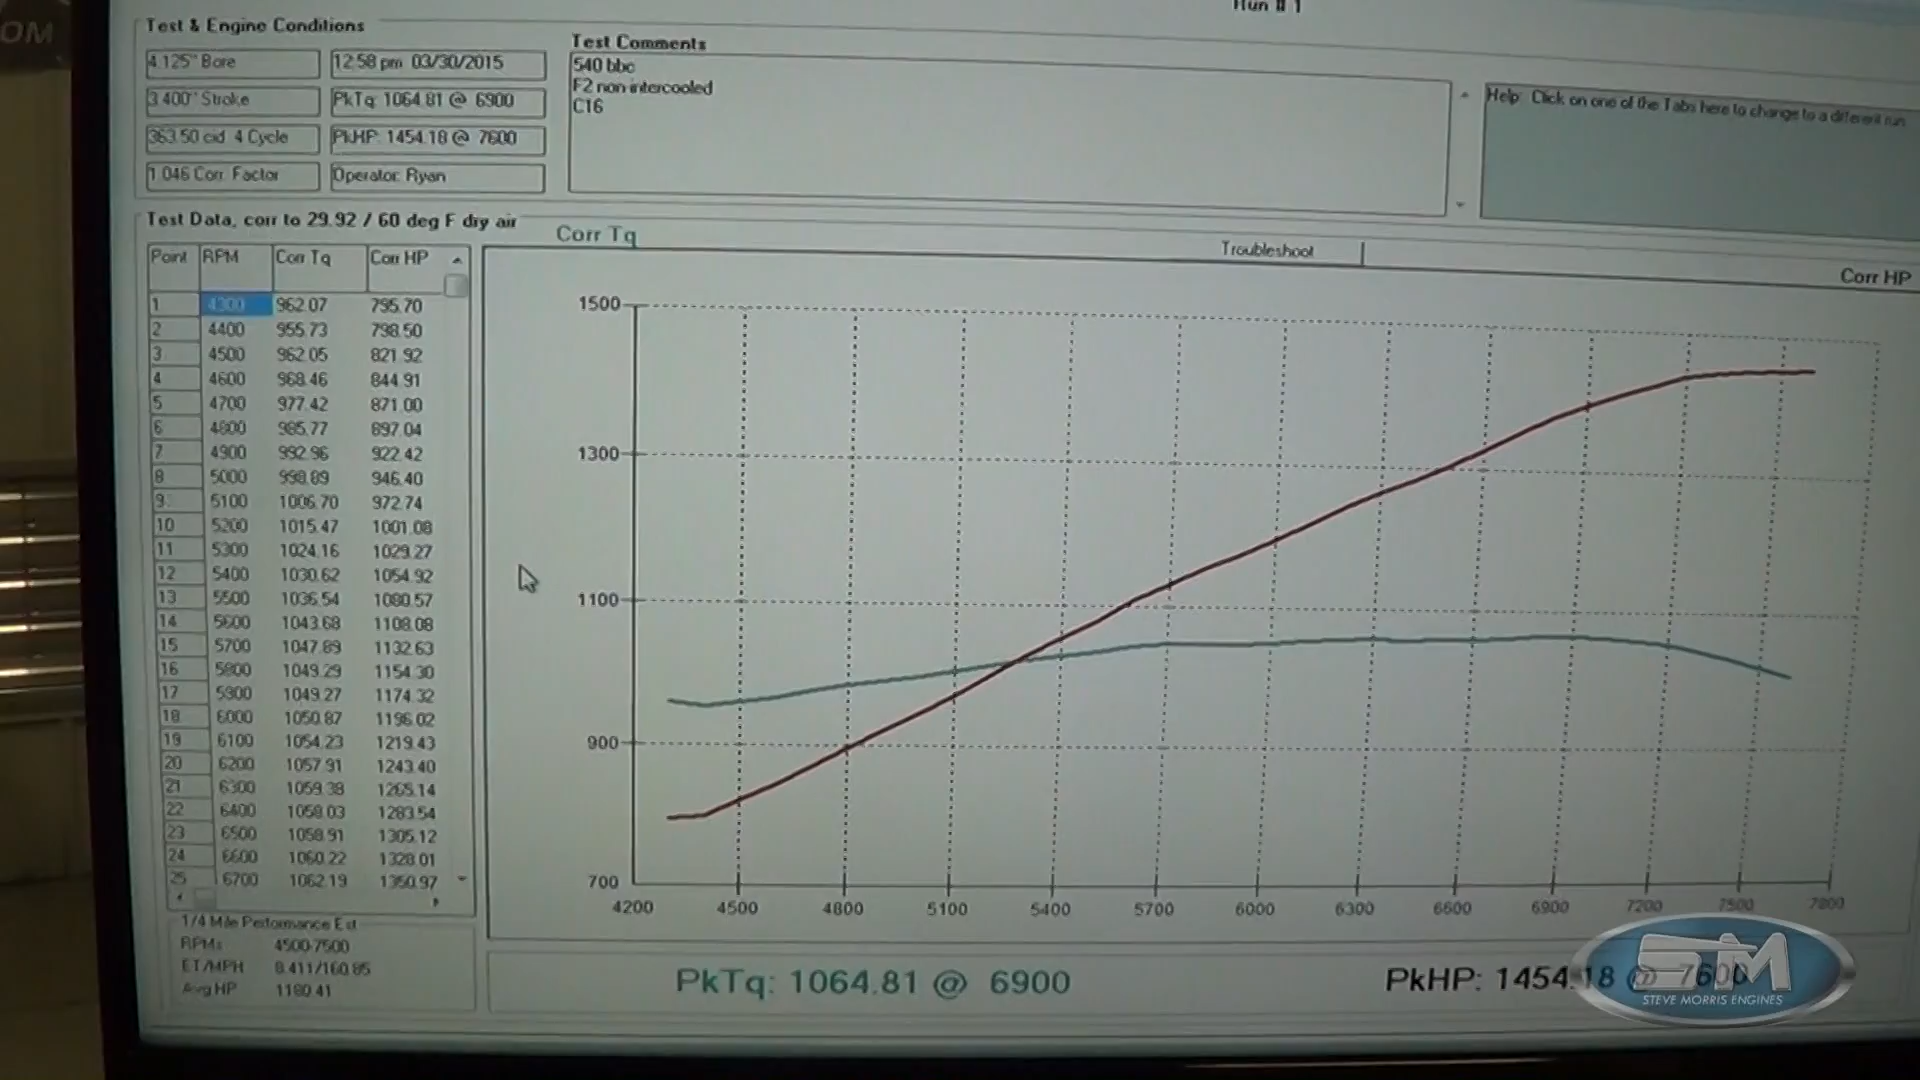 OM
Run # 1
Test & Engine Conditions
4.125" Bore
12:58 pm 03/30/2015
3.400" Stroke
PkTq: 1064.81 @ 6900
363.50 cid 4 Cycle
PkHP: 1454.18 @ 7600
1.046 Corr. Factor
Operator: Ryan
Test Comments
540 bbc
F2 non-intercooled
C16
Help: Click on one of the Tabs here to change to a different run.
Test Data, corr to 29.92 / 60 deg F dry air
Point RPM Corr Tq Corr HP
1 4300 962.07 795.70
2 4400 955.73 798.50
3 4500 962.05 821.92
4 4600 968.46 844.91
5 4700 977.42 871.00
6 4800 985.77 897.04
7 4900 992.96 922.42
8 5000 998.89 946.40
9 5100 1006.70 972.74
10 5200 1015.47 1001.08
11 5300 1024.16 1029.27
12 5400 1030.62 1054.92
13 5500 1036.54 1080.57
14 5600 1043.68 1108.08
15 5700 1047.89 1132.63
16 5800 1049.29 1154.30
17 5900 1049.27 1174.32
18 6000 1050.87 1196.02
19 6100 1054.23 1219.43
20 6200 1057.91 1243.40
21 6300 1059.38 1265.14
22 6400 1058.03 1283.54
23 6500 1058.91 1305.12
24 6600 1060.22 1328.01
25 6700 1062.19 1350.97
1/4 Mile Performance Est
RPMs 4500-7500
ET/MPH 8.411/160.85
Avrg HP 1180.41
Corr Tq
Troubleshoot
Corr HP
1500
1300
1100
900
700
4200 4500 4800 5100 5400 5700 6000 6300 6600 6900 7200 7500 7800
PkTq: 1064.81 @ 6900
PkHP: 1454.18 @ 7600
SM
STEVE MORRIS ENGINES